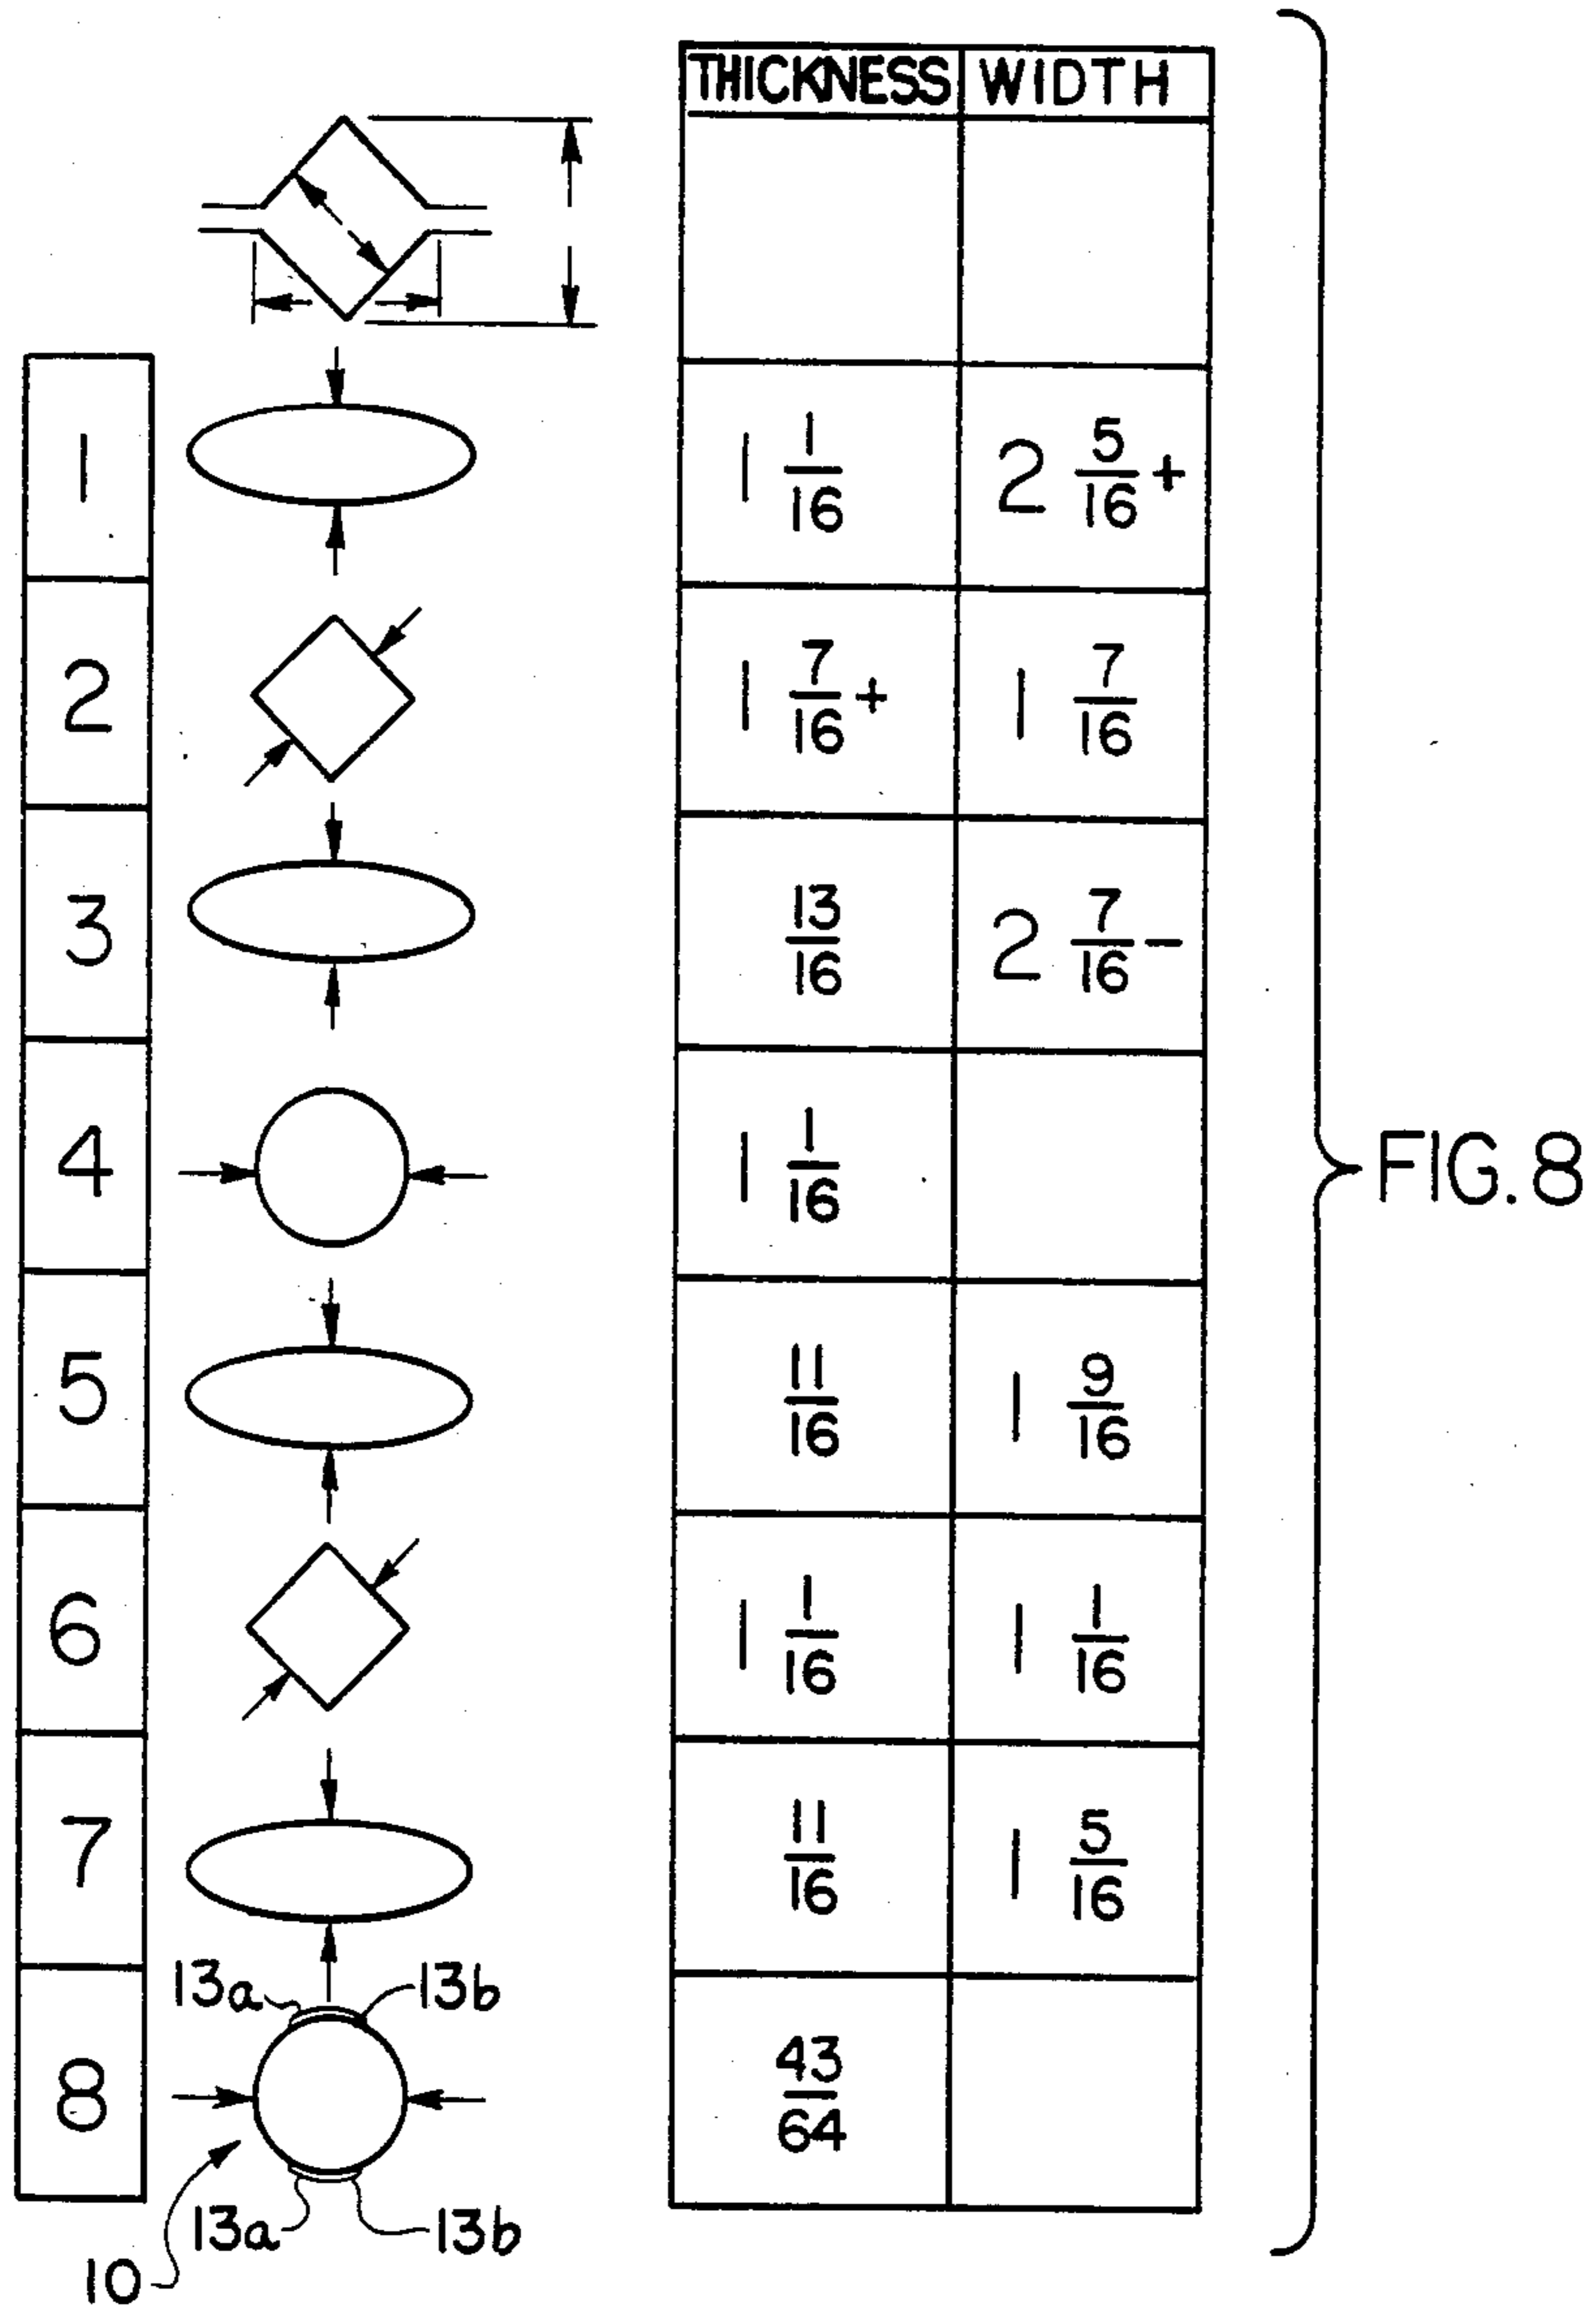 THICKNESS WIDTH
1 1 1/16 2 5/16+
2 1 7/16+ 1 7/16
3 13/16 2 7/16-
4 1 1/16
FIG. 8
5 11/16 1 9/16
6 1 1/16 1 1/16
7 11/16 1 5/16
13a 13b
8 43/64
13a 13b
10